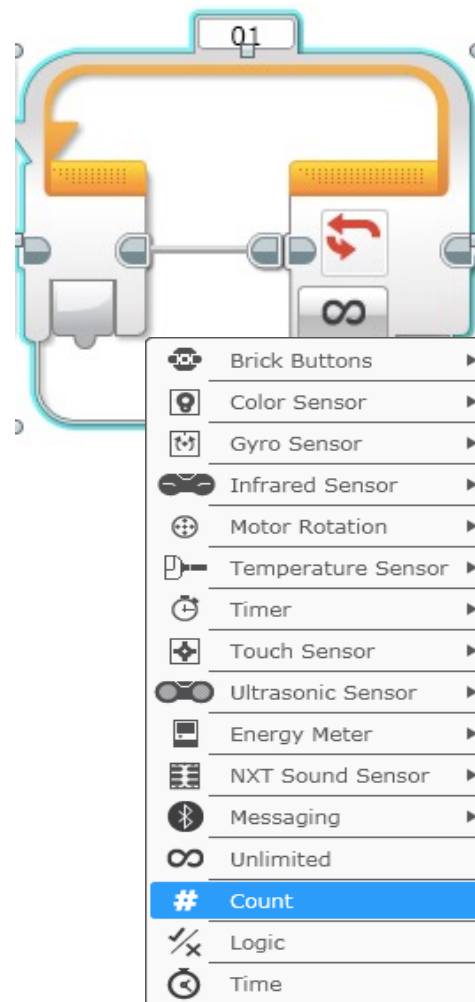 01
Brick Buttons
Color Sensor
Gyro Sensor
Infrared Sensor
Motor Rotation
Temperature Sensor
Timer
Touch Sensor
Ultrasonic Sensor
Energy Meter
NXT Sound Sensor
Messaging
∞ Unlimited
# Count
Logic
Time